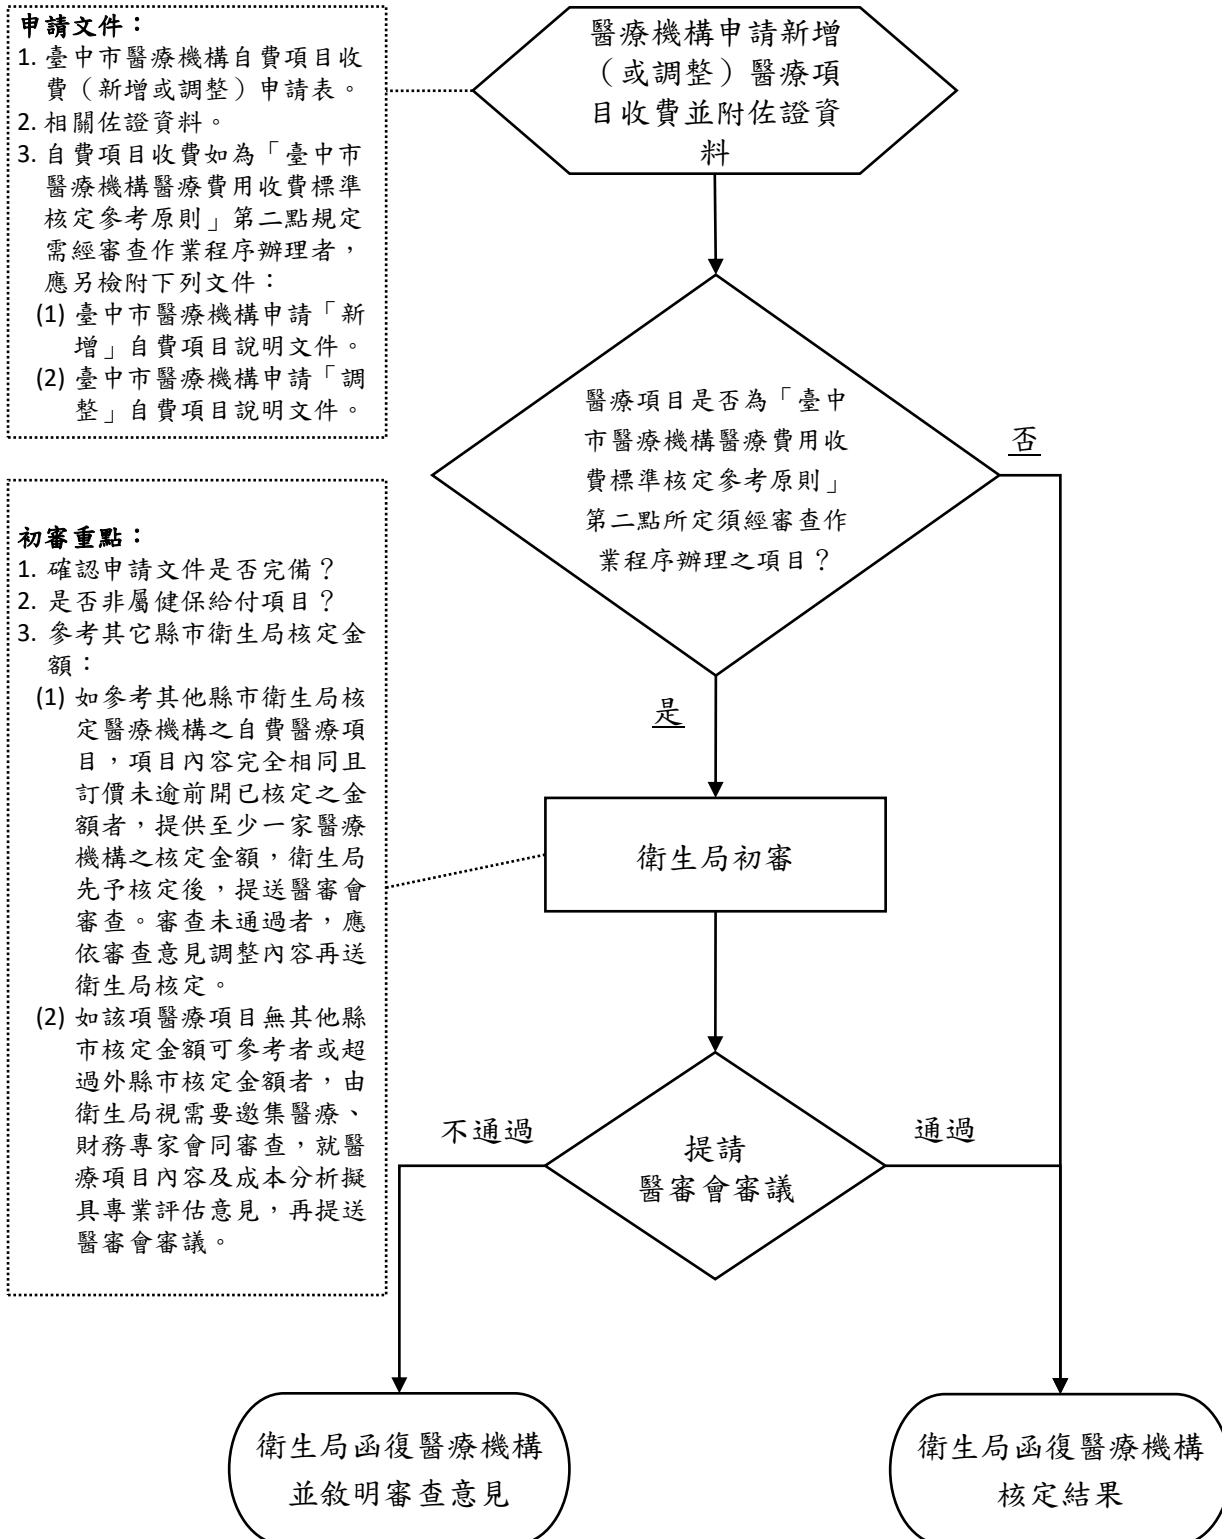 申請文件：
1. 臺中市醫療機構自費項目收
費（新增或調整）申請表。
2. 相關佐證資料。
3. 自費項目收費如為「臺中市
醫療機構醫療費用收費標準
核定參考原則」第二點規定
需經審查作業程序辦理者，
應另檢附下列文件：
(1) 臺中市醫療機構申請「新
增」自費項目說明文件。
(2) 臺中市醫療機構申請「調
整」自費項目說明文件。
醫療機構申請新增
（或調整）醫療項
目收費並附佐證資
料
醫療項目是否為「臺中
市醫療機構醫療費用收
費標準核定參考原則」
第二點所定須經審查作
業程序辦理之項目？
否
是
初審重點：
1. 確認申請文件是否完備？
2. 是否非屬健保給付項目？
3. 參考其它縣市衛生局核定金
額：
(1) 如參考其他縣市衛生局核
定醫療機構之自費醫療項
目，項目內容完全相同且
訂價未逾前開已核定之金
額者，提供至少一家醫療
機構之核定金額，衛生局
先予核定後，提送醫審會
審查。審查未通過者，應
依審查意見調整內容再送
衛生局核定。
(2) 如該項醫療項目無其他縣
市核定金額可參考者或超
過外縣市核定金額者，由
衛生局視需要邀集醫療、
財務專家會同審查，就醫
療項目內容及成本分析擬
具專業評估意見，再提送
醫審會審議。
衛生局初審
提請
醫審會審議
不通過
通過
衛生局函復醫療機構
並敘明審查意見
衛生局函復醫療機構
核定結果